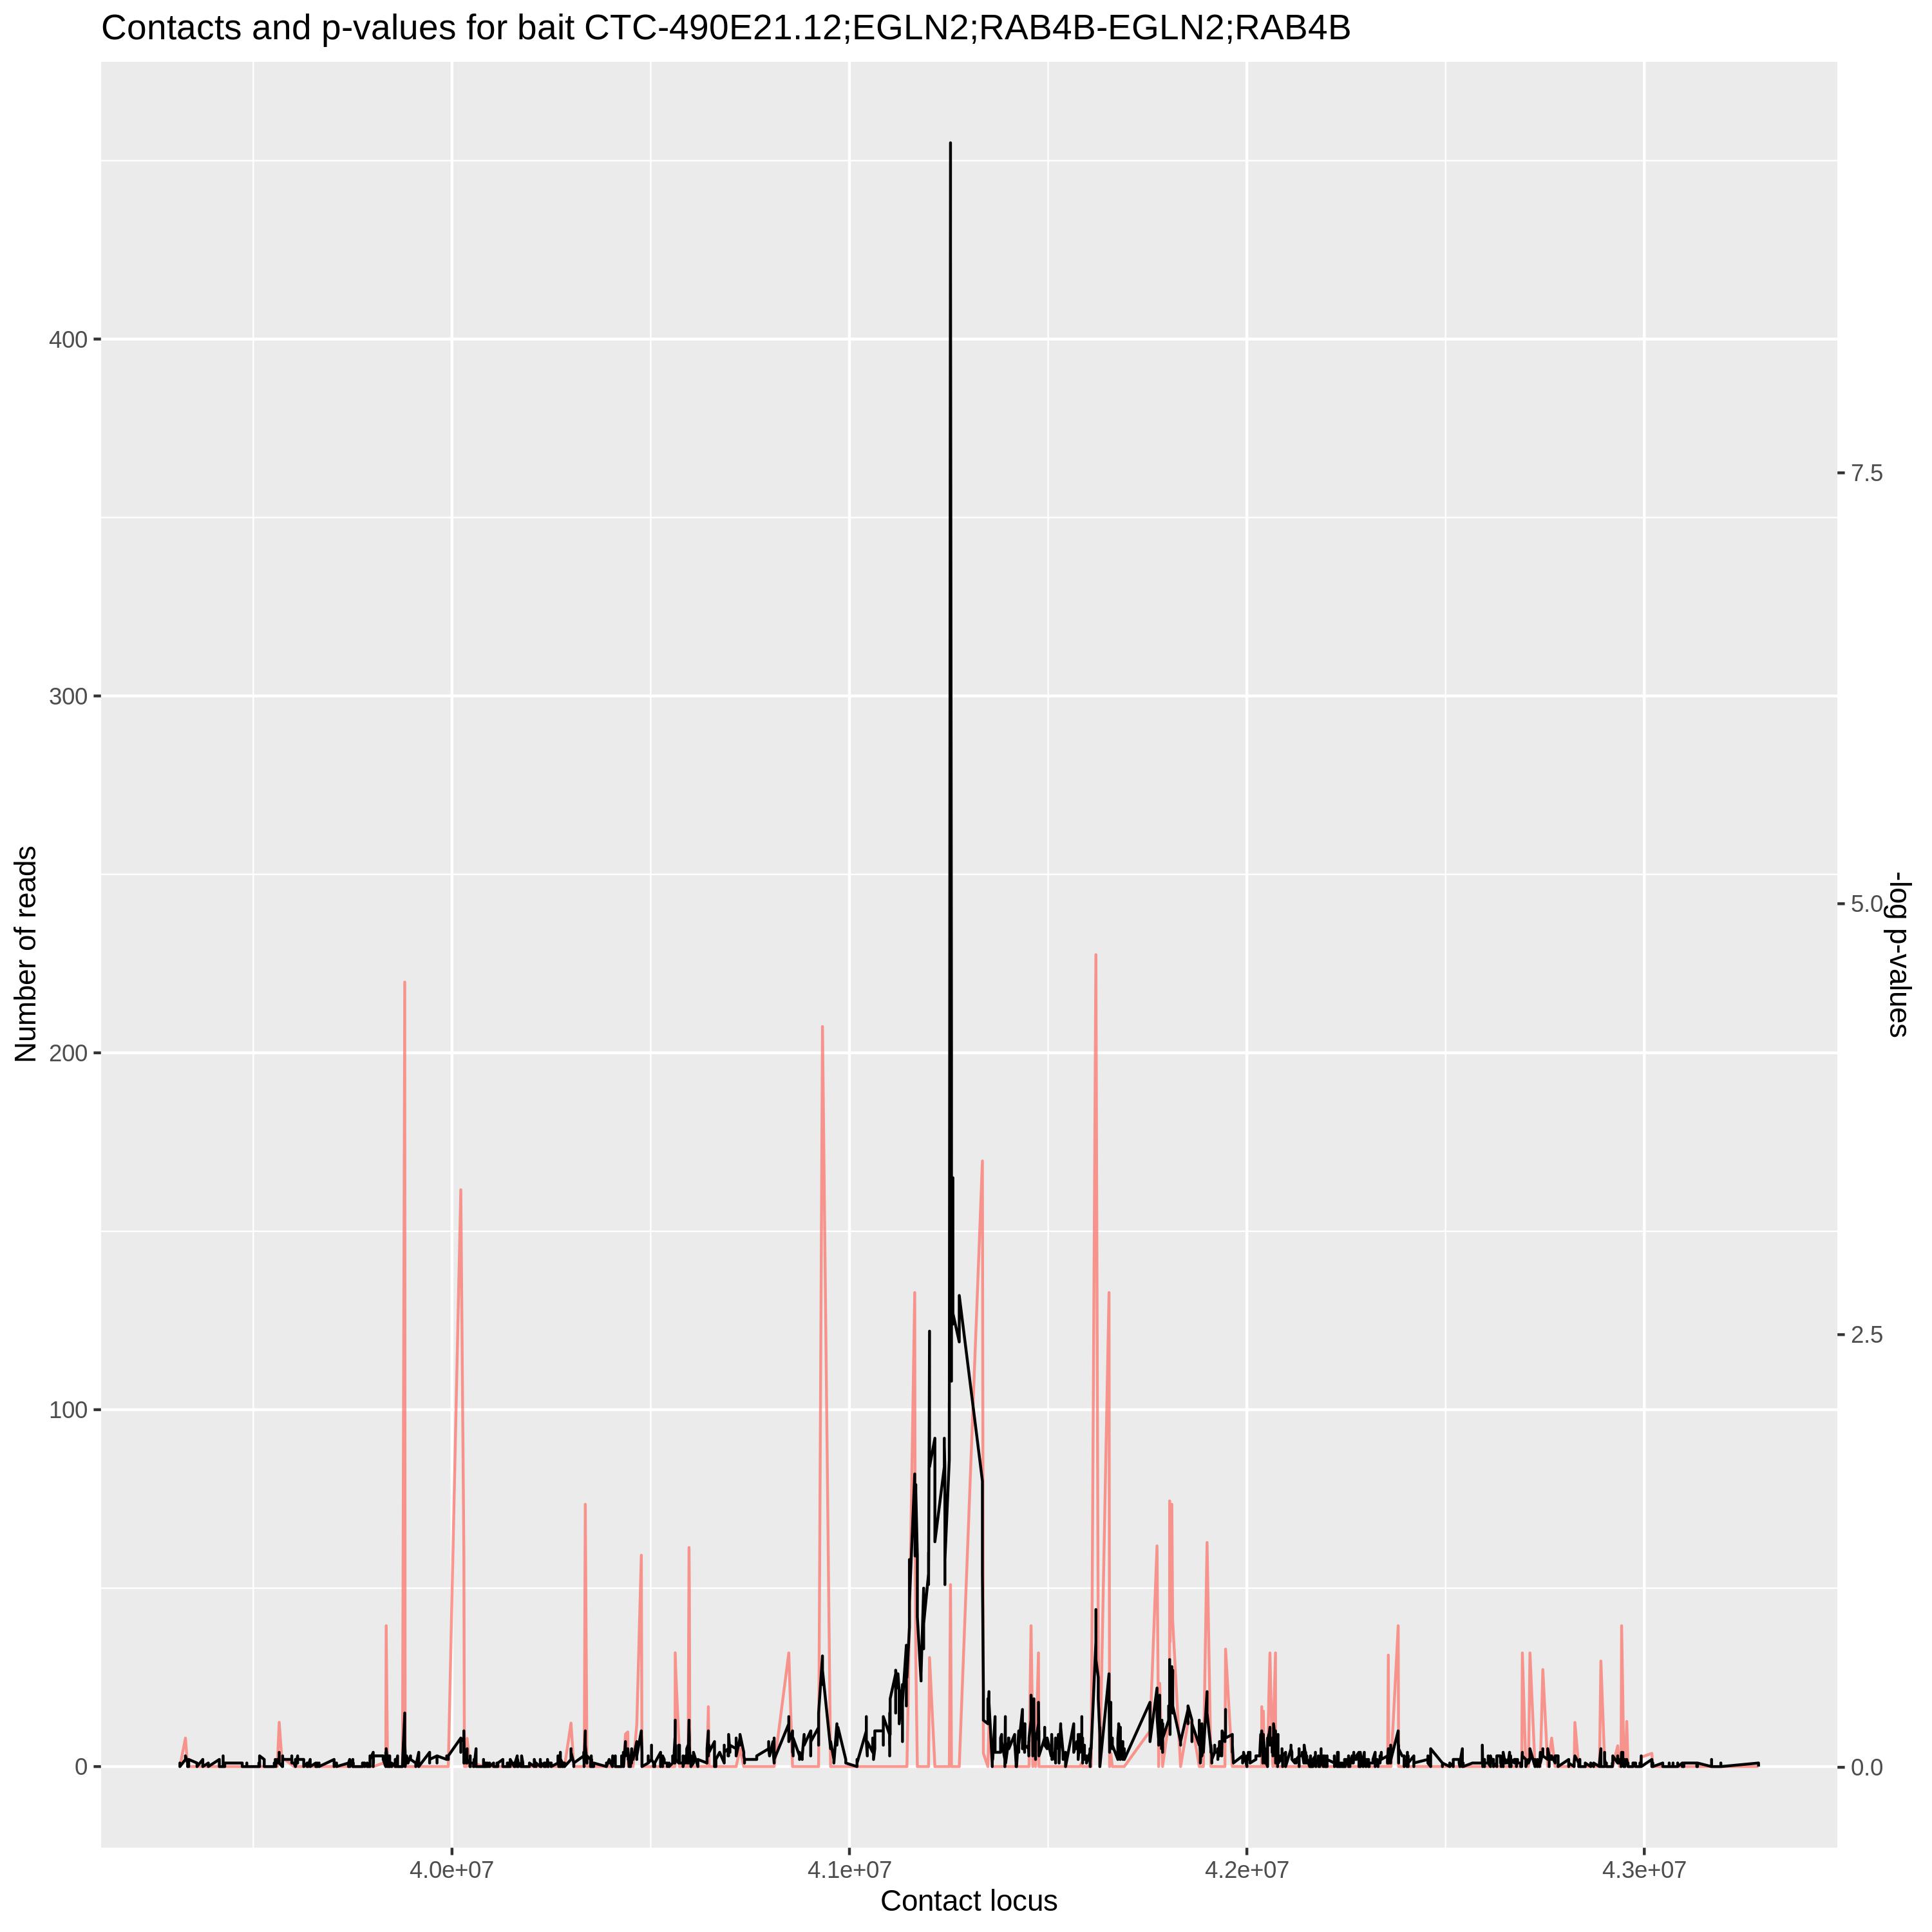 Contacts and p-values for bait CTC-490E21.12;EGLN2;RAB4B-EGLN2;RAB4B
Number of reads
400
300
200
100
0
7.5
5.0
2.5
0.0
-log p-values
4.0e+07
4.1e+07
4.2e+07
4.3e+07
Contact locus